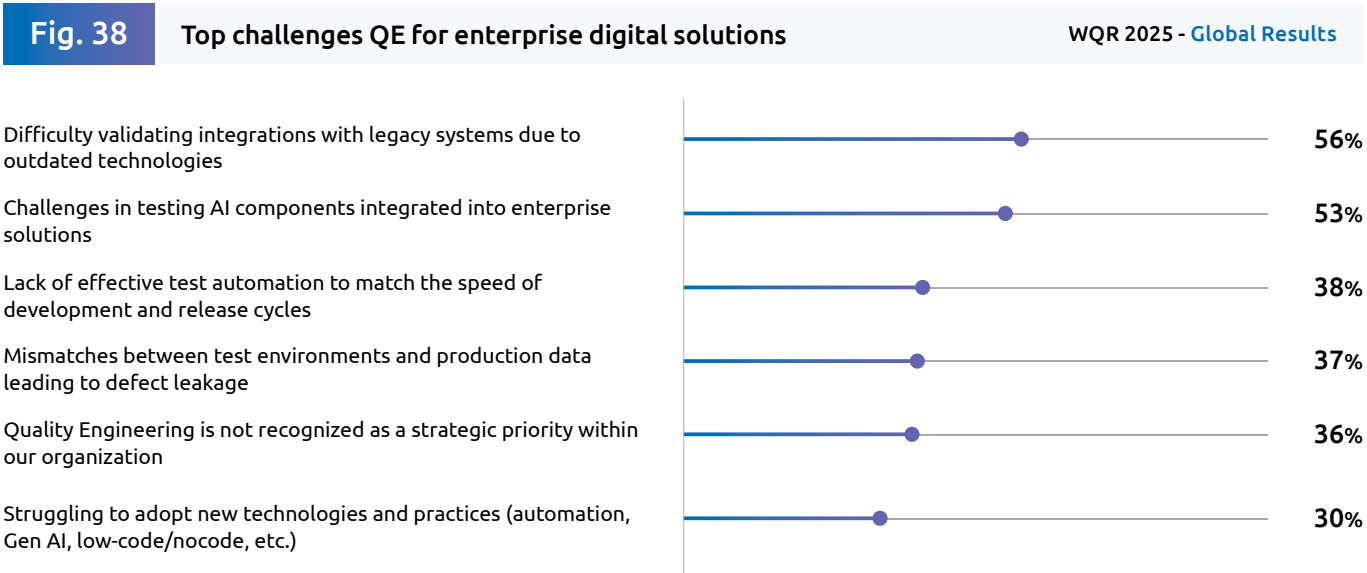 Fig. 38
Top challenges QE for enterprise digital solutions
WQR 2025 - Global Results
Difficulty validating integrations with legacy systems due to
outdated technologies
56%
Challenges in testing AI components integrated into enterprise
solutions
53%
Lack of effective test automation to match the speed of
development and release cycles
38%
Mismatches between test environments and production data
leading to defect leakage
37%
Quality Engineering is not recognized as a strategic priority within
our organization
36%
Struggling to adopt new technologies and practices (automation,
Gen AI, low-code/nocode, etc.)
30%